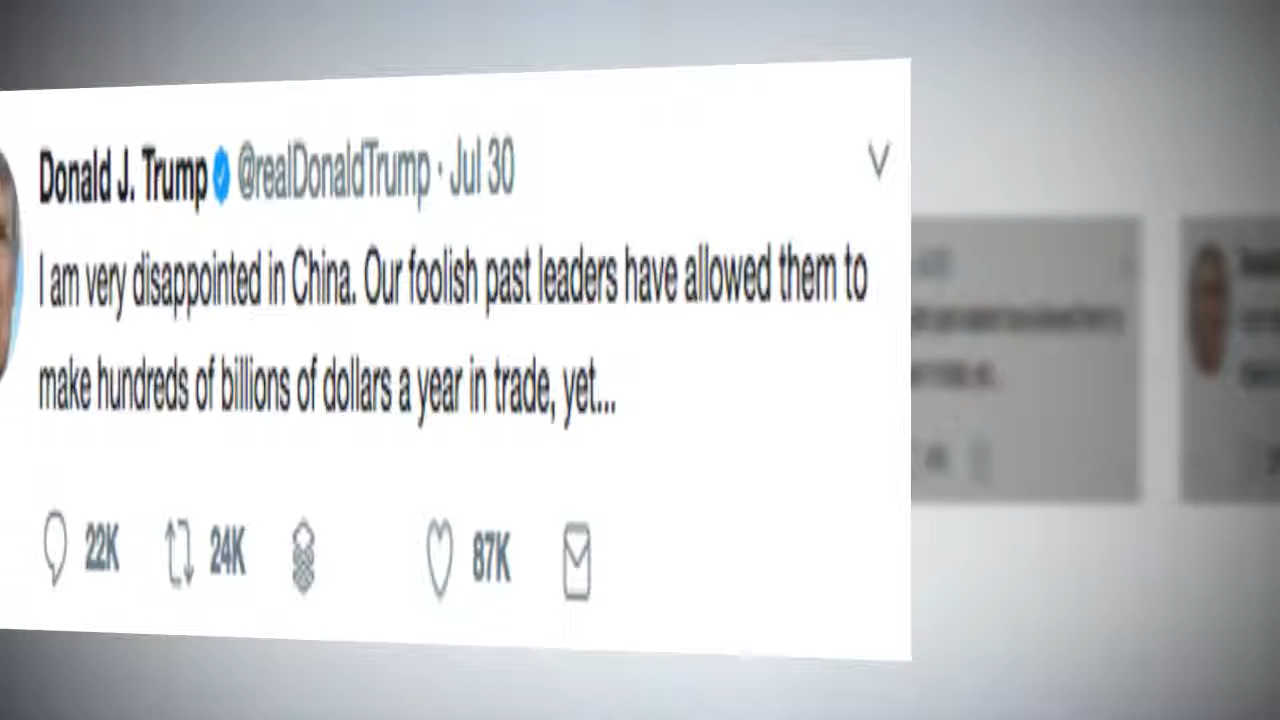 Donald J. Trump @realDonaldTrump · Jul 30
I am very disappointed in China. Our foolish past leaders have allowed them to
make hundreds of billions of dollars a year in trade, yet...
22K 24K 87K